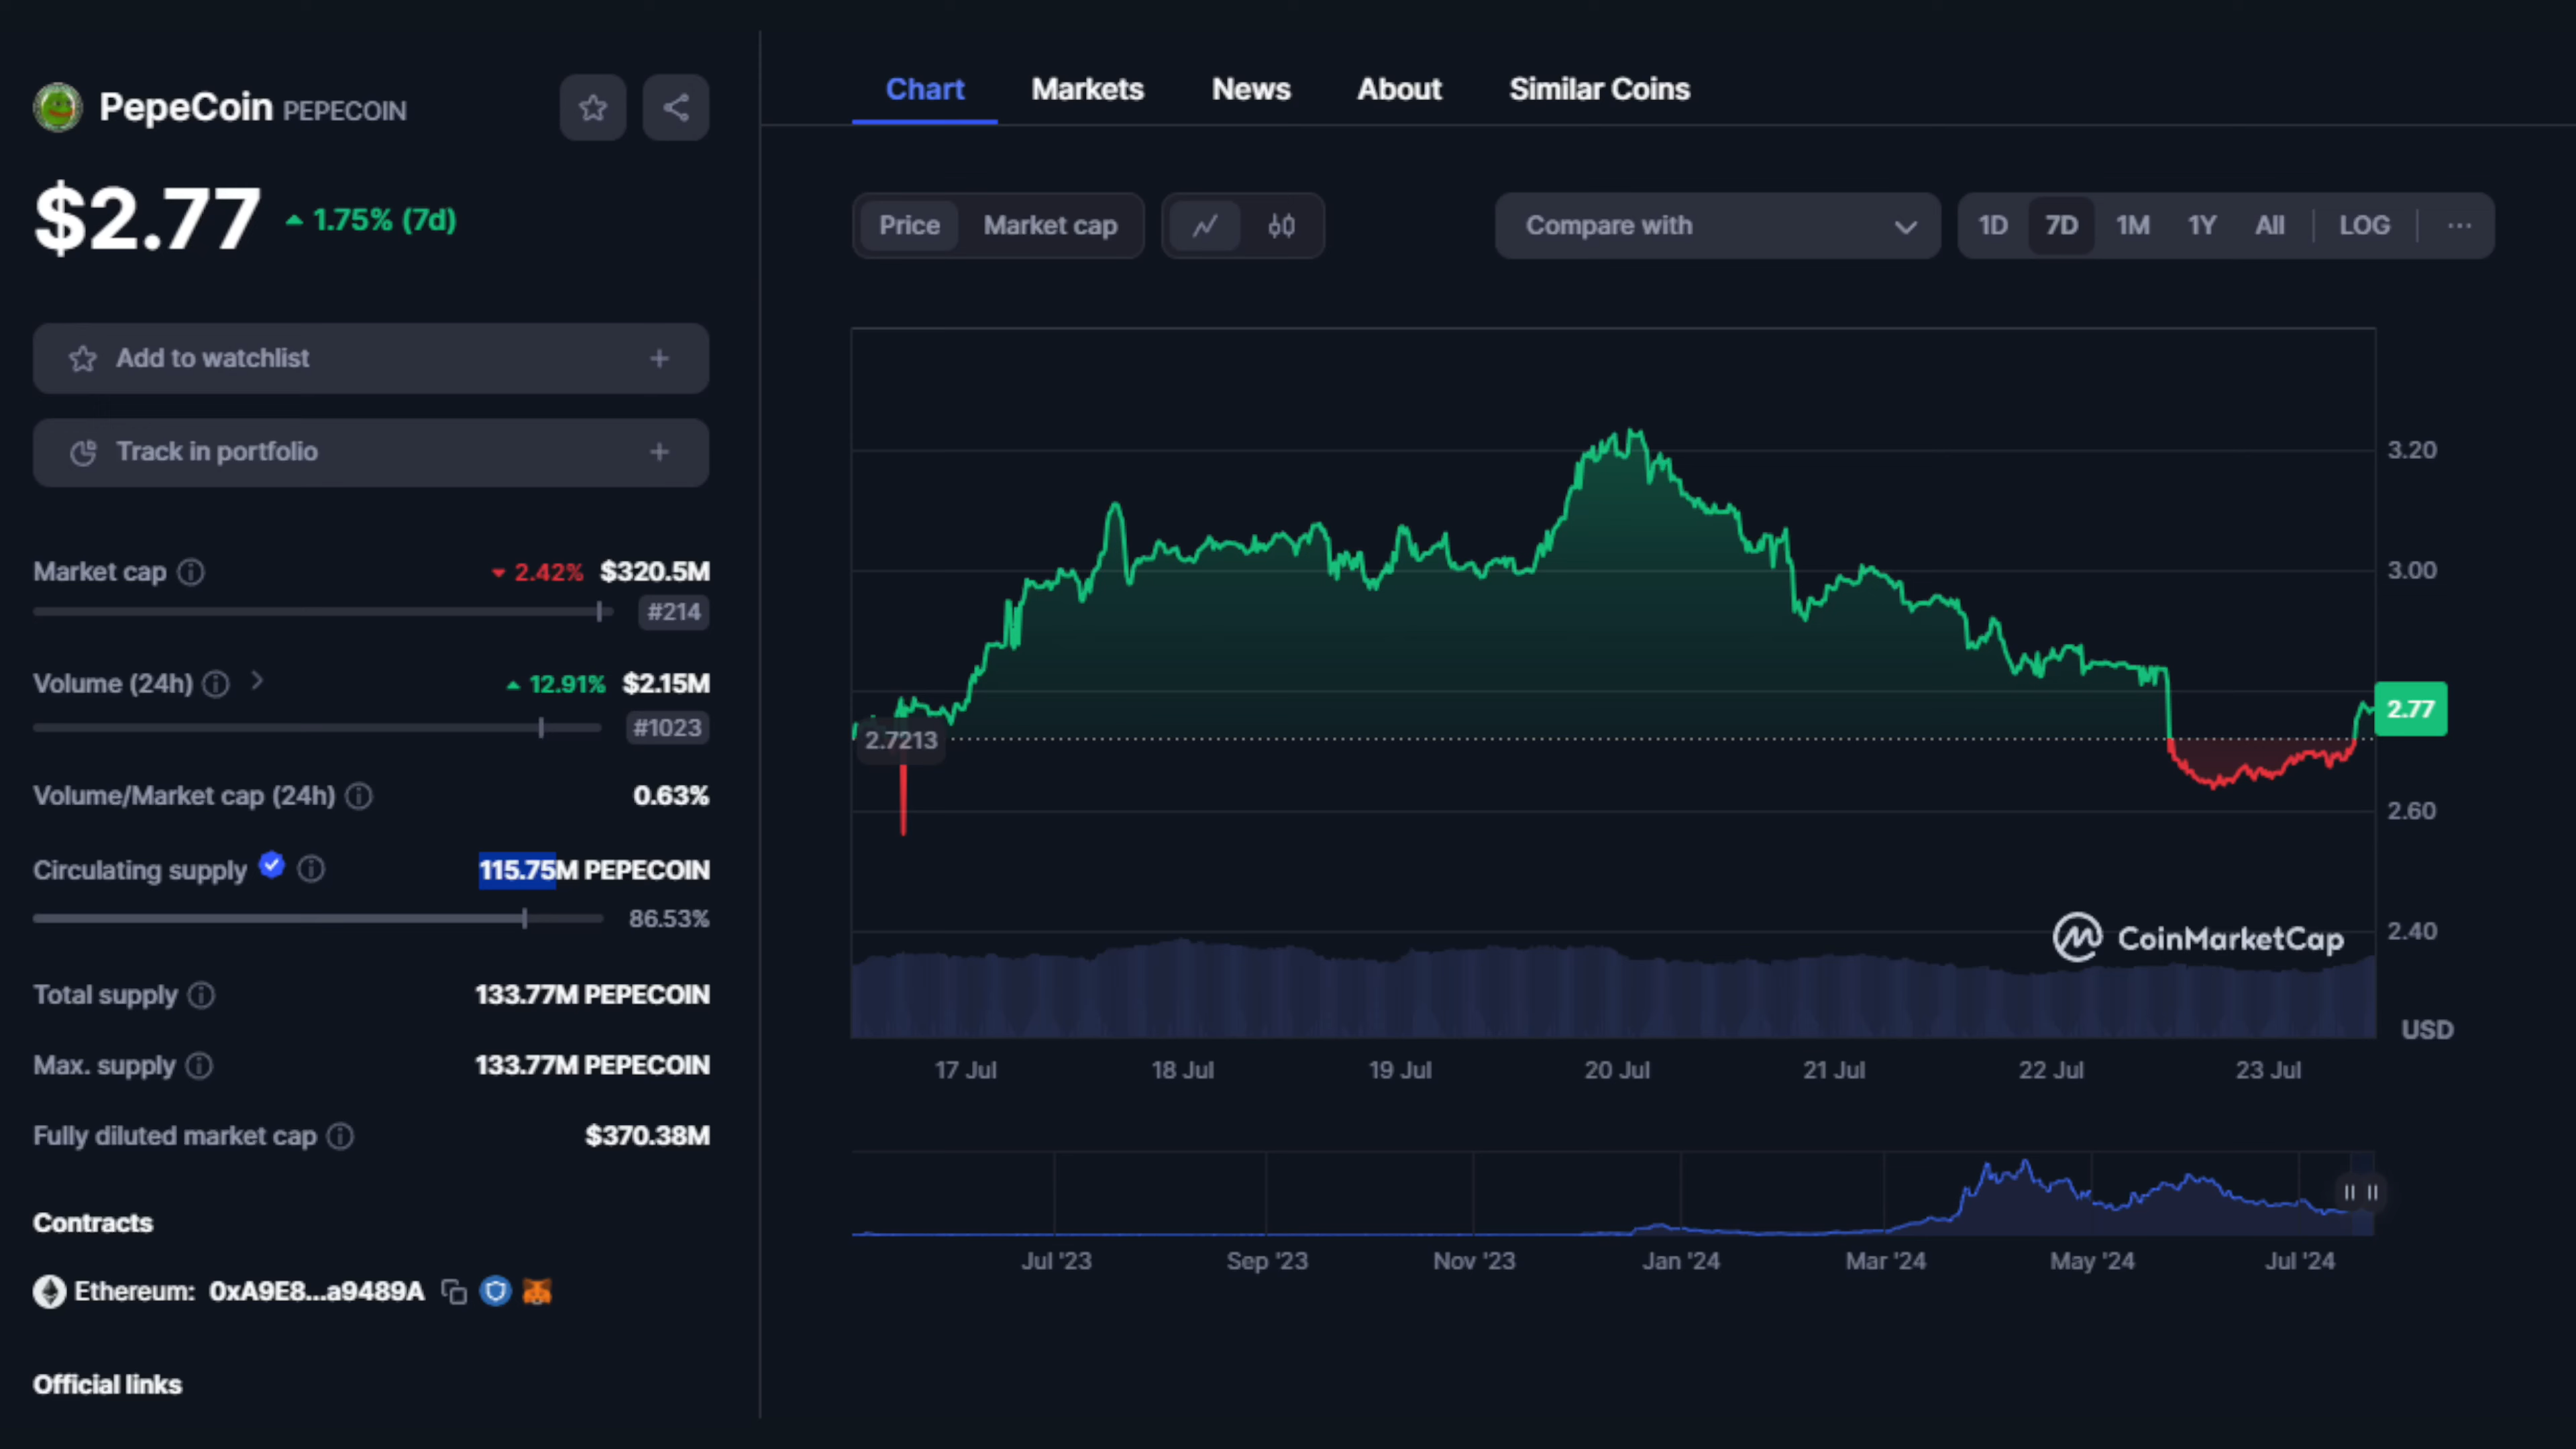 PepeCoin PEPECOIN
$2.77 1.75% (7d)
Add to watchlist
Track in portfolio
Market cap 2.42% $320.5M
#214
Volume (24h) 12.91% $2.15M
#1023
Volume/Market cap (24h) 0.63%
Circulating supply 115.75M PEPECOIN
86.53%
Total supply 133.77M PEPECOIN
Max. supply 133.77M PEPECOIN
Fully diluted market cap $370.38M
Contracts
Ethereum: 0xA9E8...a9489A
Official links
Chart Markets News About Similar Coins
Price Market cap Compare with 1D 7D 1M 1Y All LOG ...
3.20
3.00
2.77
2.7213
2.60
2.40
CoinMarketCap
USD
17 Jul 18 Jul 19 Jul 20 Jul 21 Jul 22 Jul 23 Jul
Jul '23 Sep '23 Nov '23 Jan '24 Mar '24 May '24 Jul '24